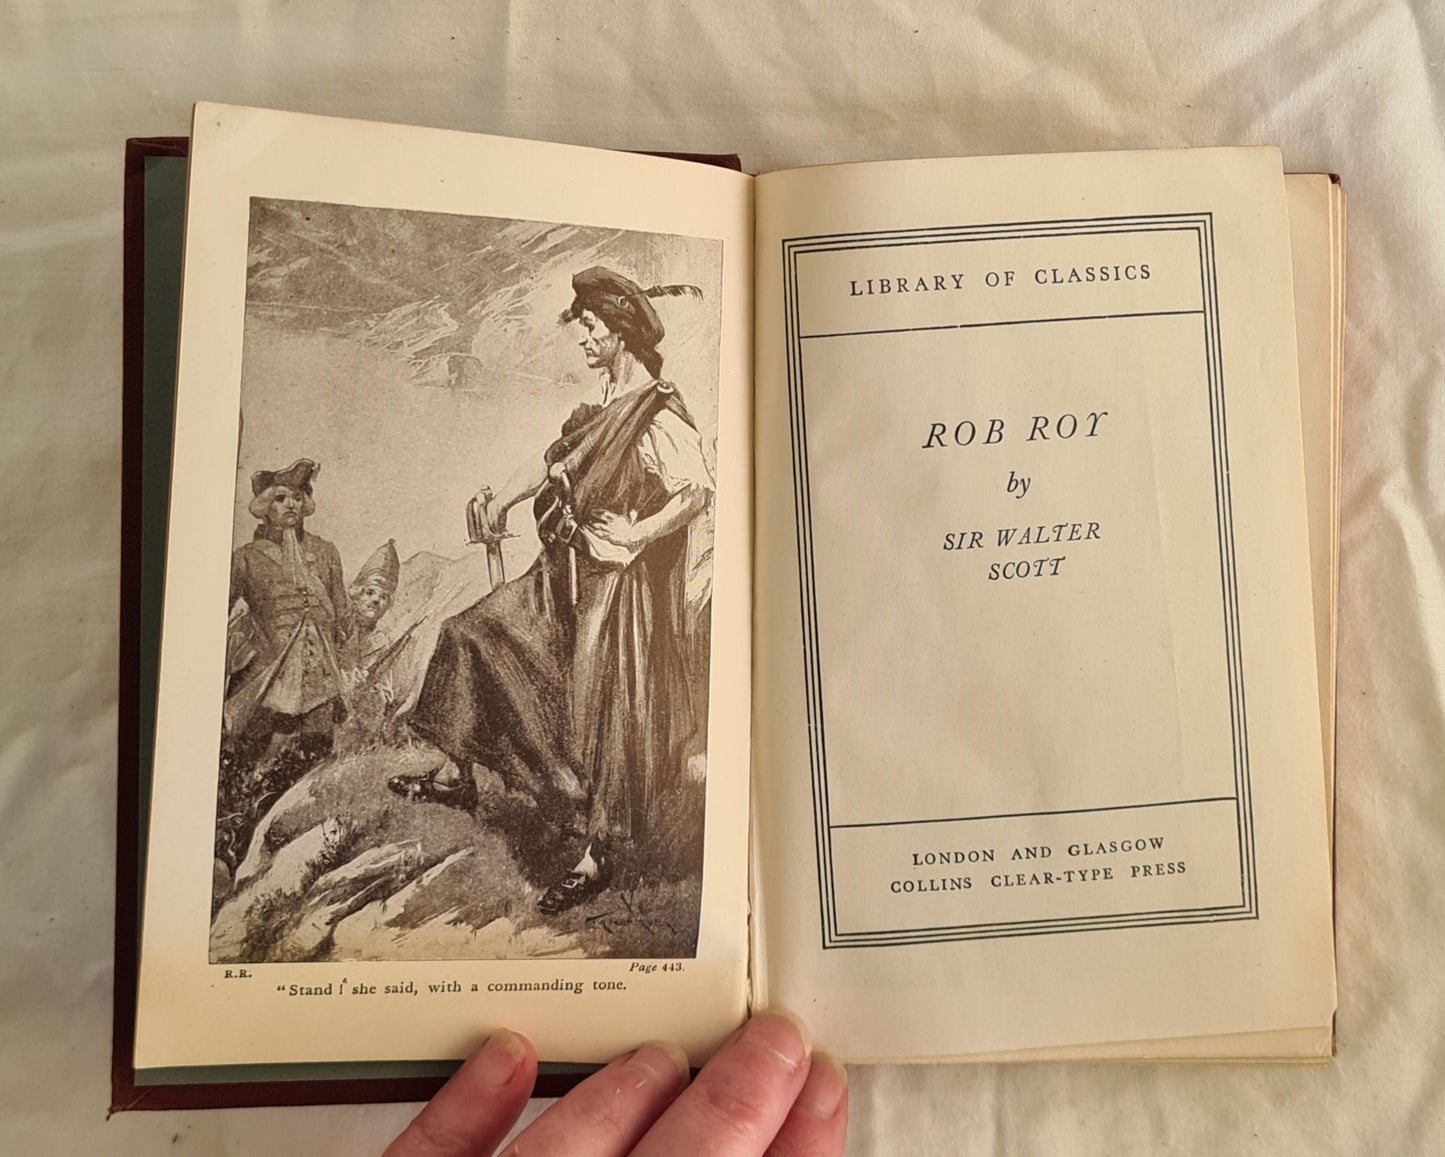 R.R.
Page 443.
"Stand!" she said, with a commanding tone.
LIBRARY OF CLASSICS
ROB ROY
by
SIR WALTER
SCOTT
LONDON AND GLASGOW
COLLINS CLEAR-TYPE PRESS